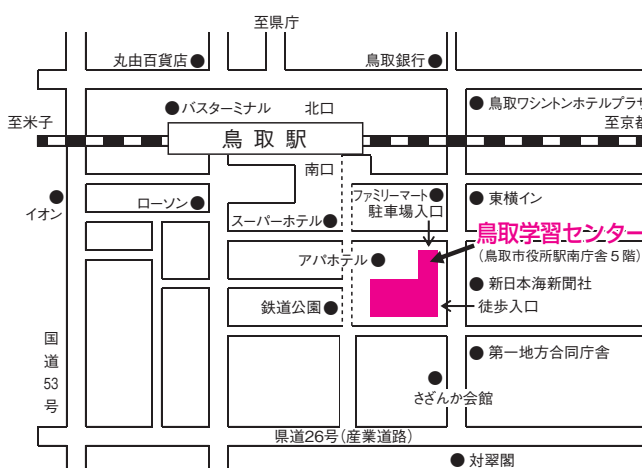 至県庁
丸由百貨店
鳥取銀行
バスターミナル
北口
鳥取ワシントンホテルプラザ
至米子
至京都
鳥取駅
南口
イオン
ローソン
ファミリーマート
駐車場入口
東横イン
スーパーホテル
鳥取学習センター
(鳥取市役所駅南庁舎5階)
アパホテル
新日本海新聞社
鉄道公園
徒歩入口
国道53号
第一地方合同庁舎
さざんか会館
県道26号(産業道路)
対翠閣